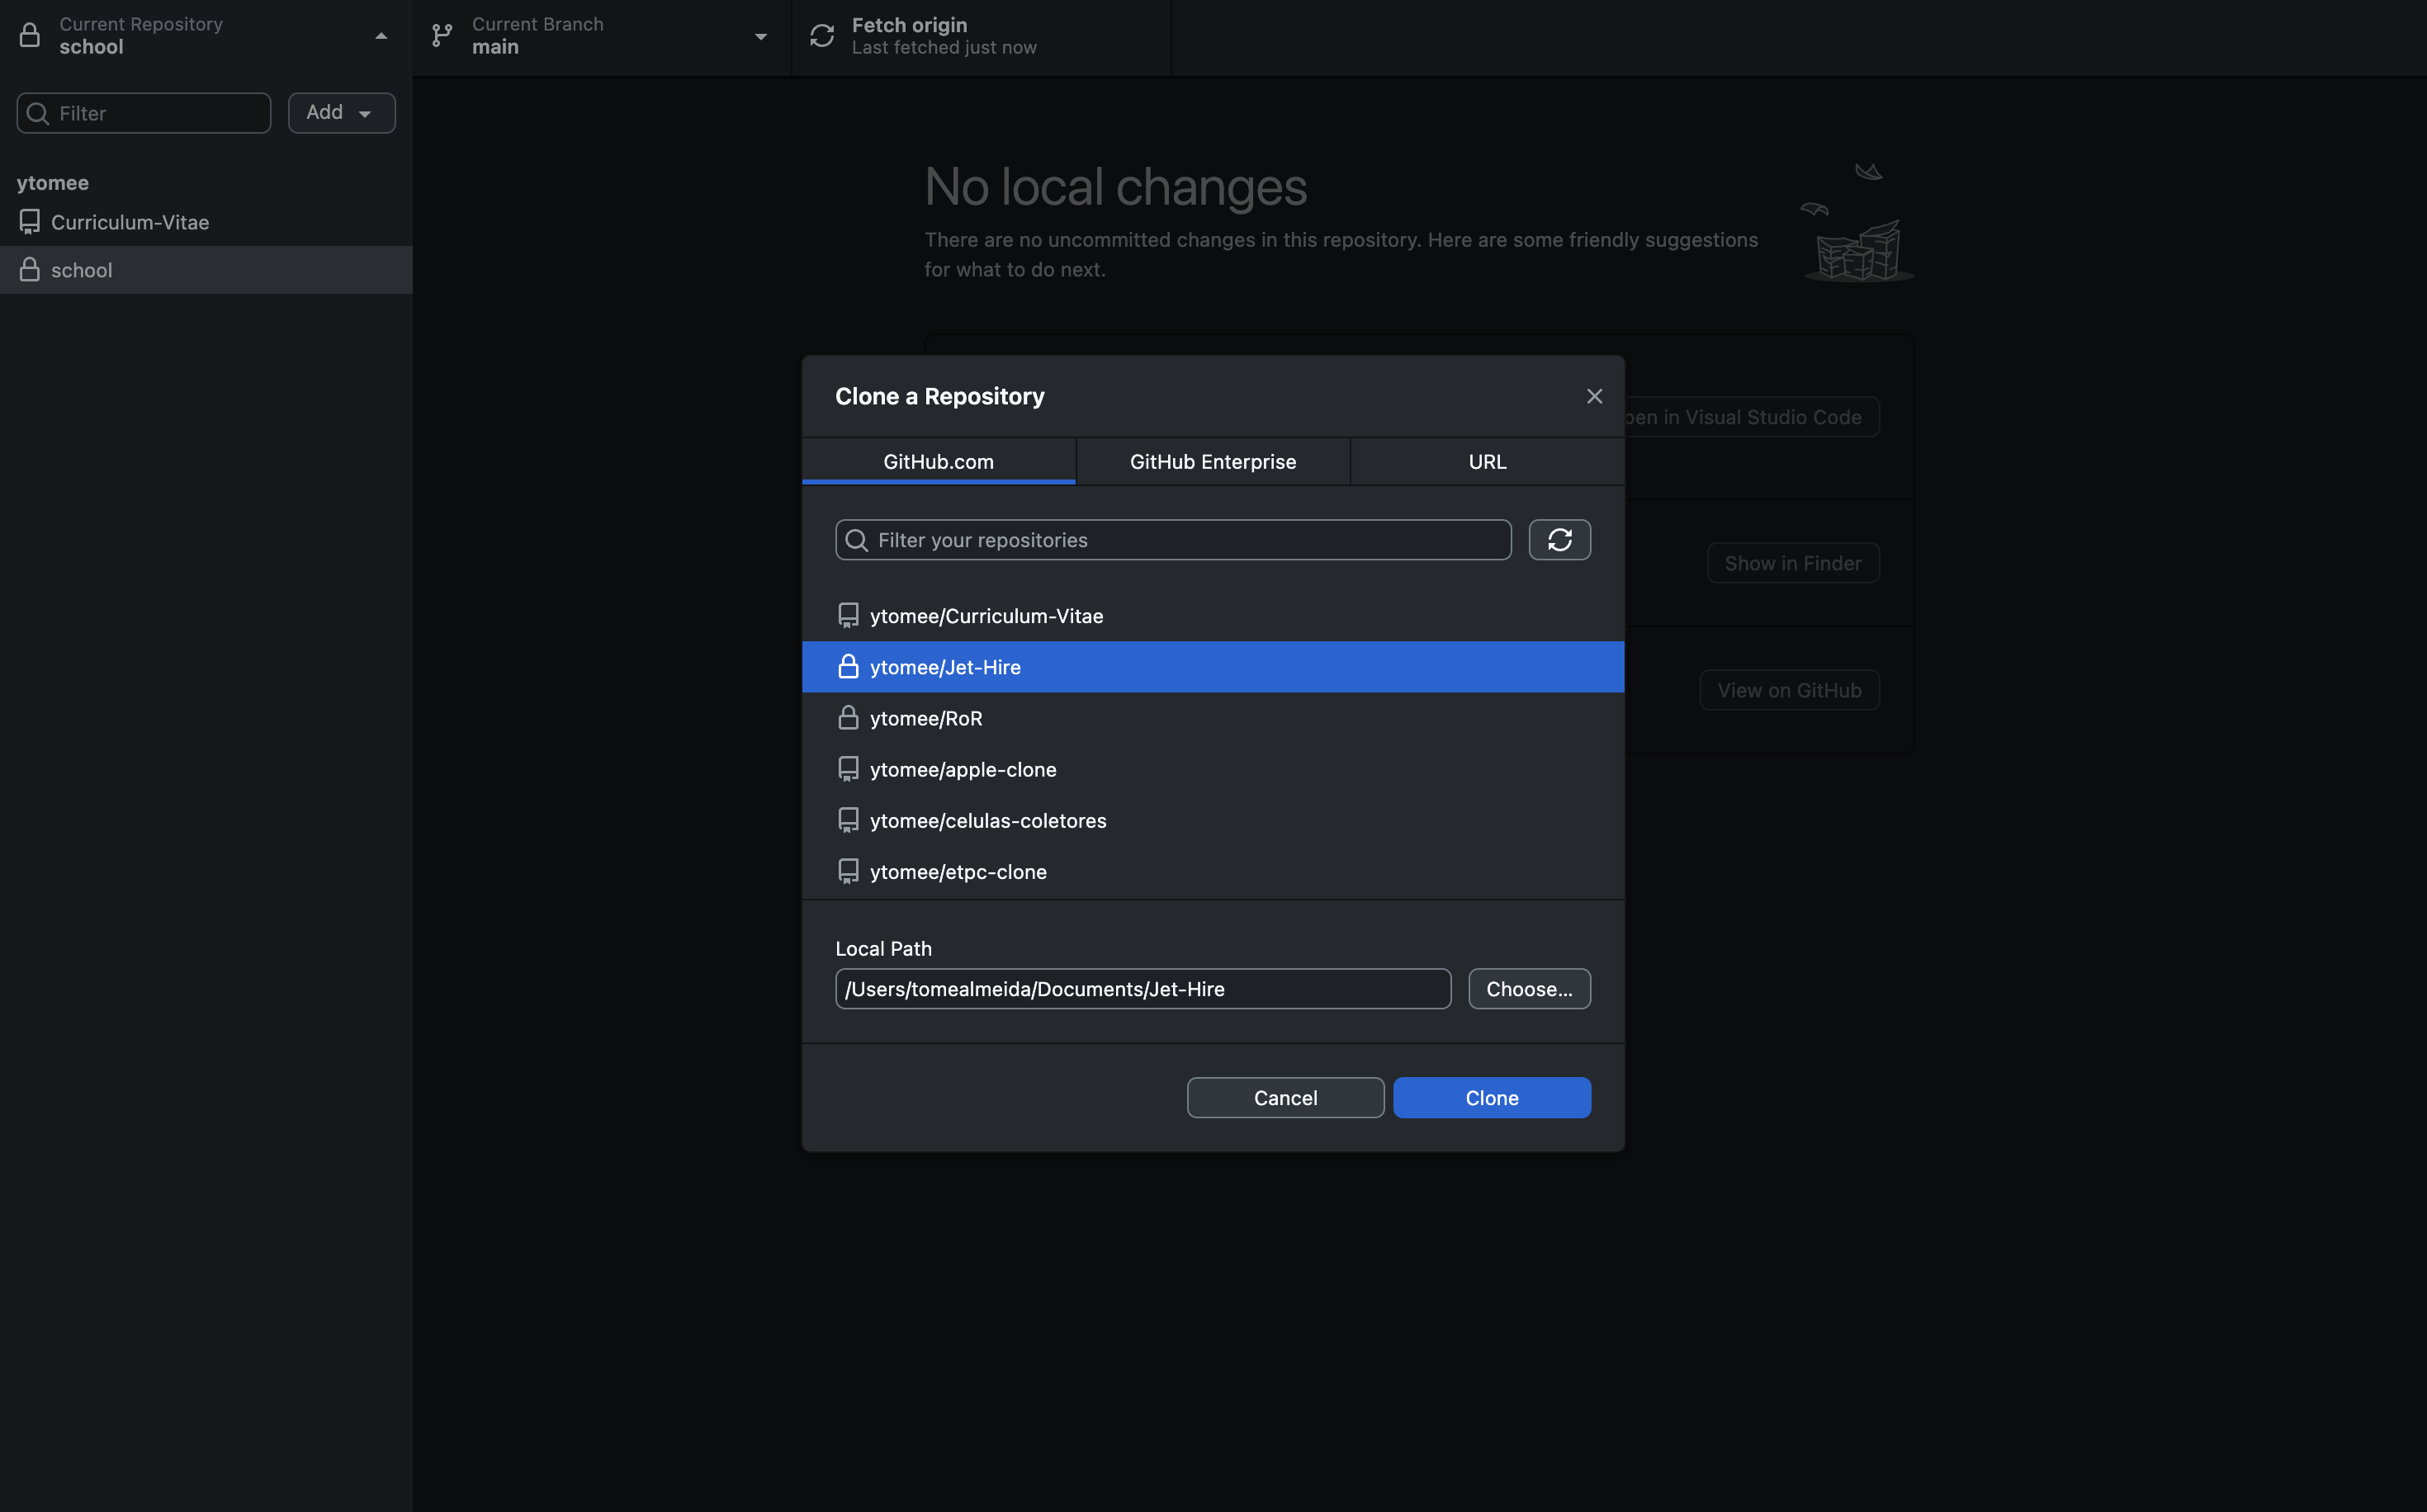 Current Repository
school
Current Branch
main
Fetch origin
Last fetched just now
Filter
Add
ytomee
Curriculum-Vitae
school
No local changes
There are no uncommitted changes in this repository. Here are some friendly suggestions
for what to do next.
Clone a Repository
GitHub.com
GitHub Enterprise
URL
pen in Visual Studio Code
Filter your repositories
Show in Finder
ytomee/Curriculum-Vitae
ytomee/Jet-Hire
View on GitHub
ytomee/RoR
ytomee/apple-clone
ytomee/celulas-coletores
ytomee/etpc-clone
Local Path
/Users/tomealmeida/Documents/Jet-Hire
Choose...
Cancel
Clone